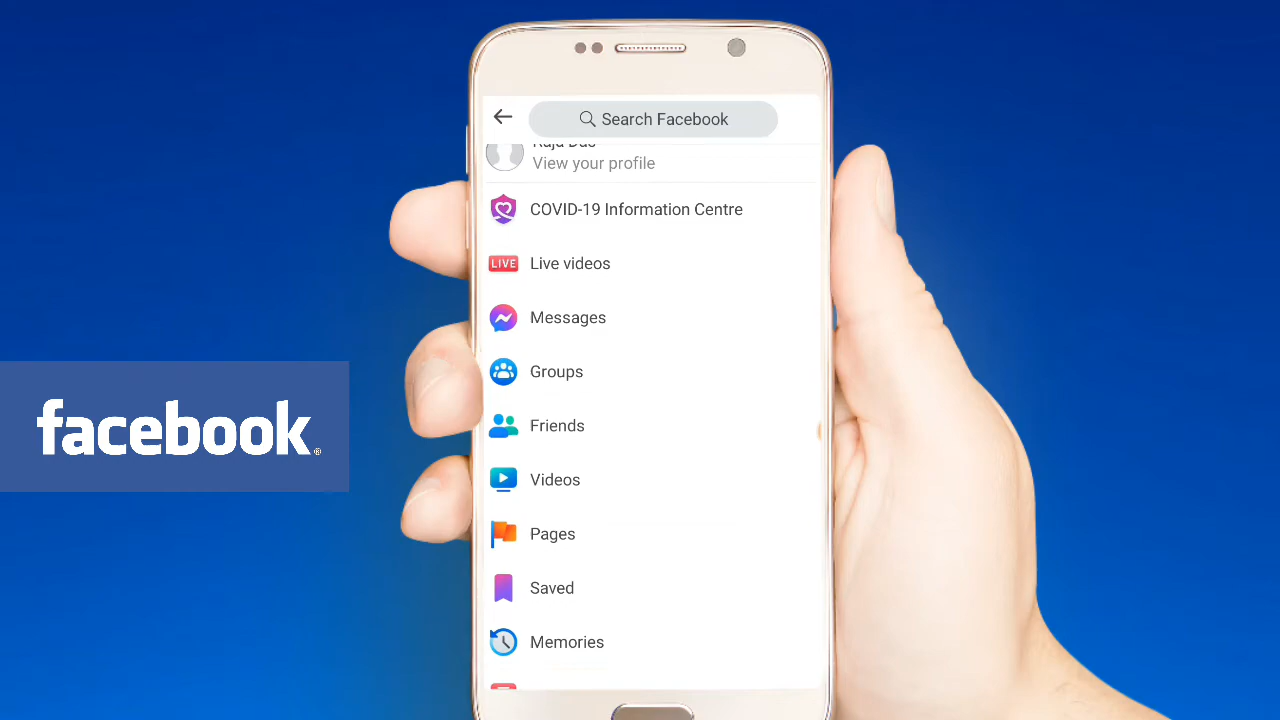 Search Facebook
View your profile
COVID-19 Information Centre
LIVE Live videos
Messages
Groups
Friends
Videos
Pages
Saved
Memories
facebook®